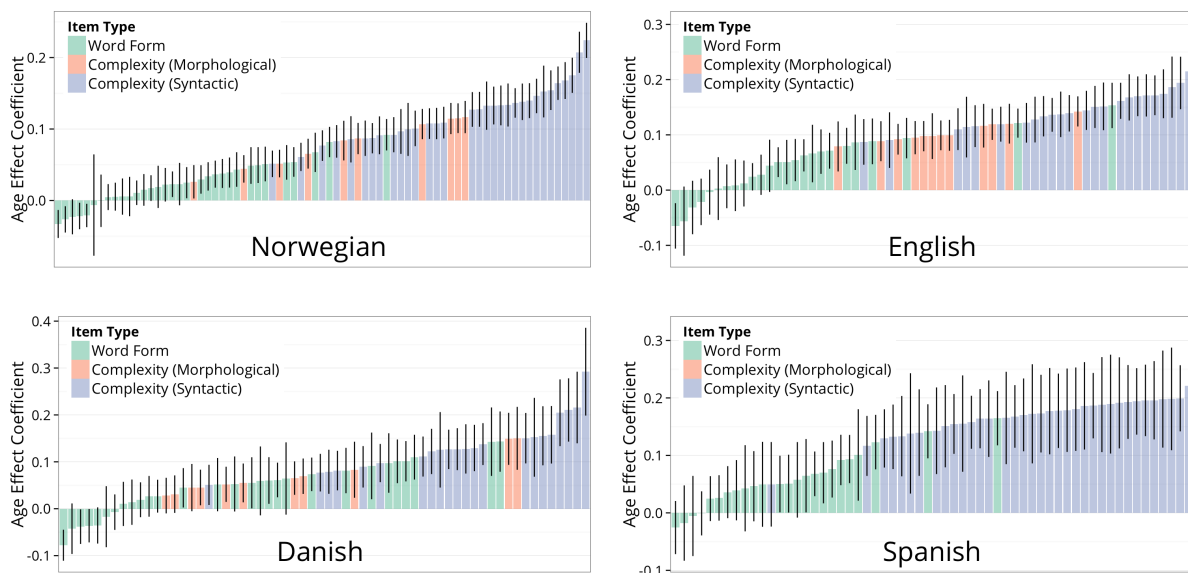 Item Type
Word Form
Complexity (Morphological)
Complexity (Syntactic)
Age Effect Coefficient
0.2
0.1
0.0
Norwegian
Item Type
Word Form
Complexity (Morphological)
Complexity (Syntactic)
Age Effect Coefficient
0.3
0.2
0.1
0.0
-0.1
English
Item Type
Word Form
Complexity (Morphological)
Complexity (Syntactic)
Age Effect Coefficient
0.4
0.3
0.2
0.1
0.0
-0.1
Danish
Item Type
Word Form
Complexity (Morphological)
Complexity (Syntactic)
Age Effect Coefficient
0.3
0.2
0.1
0.0
-0.1
Spanish